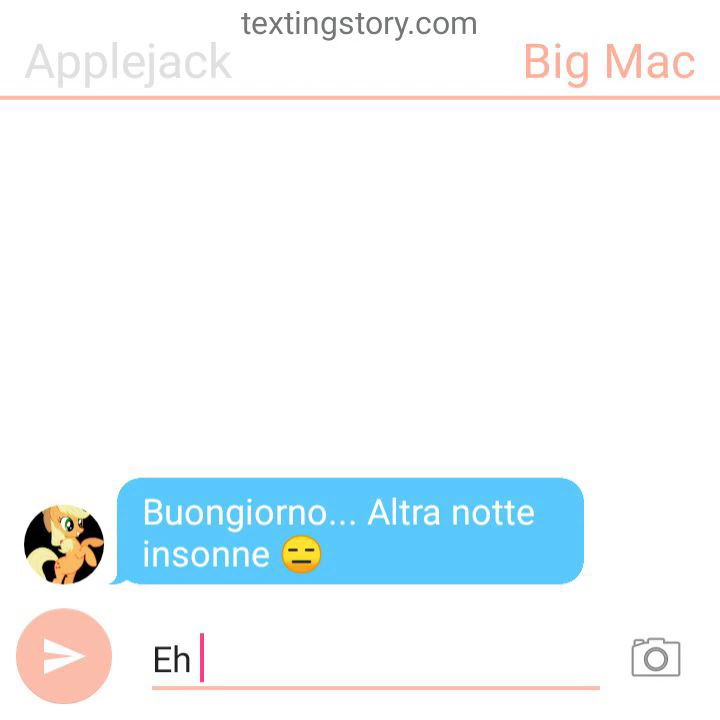 textingstory.com
Applejack
Big Mac
Buongiorno... Altra notte
insonne 😑
Eh